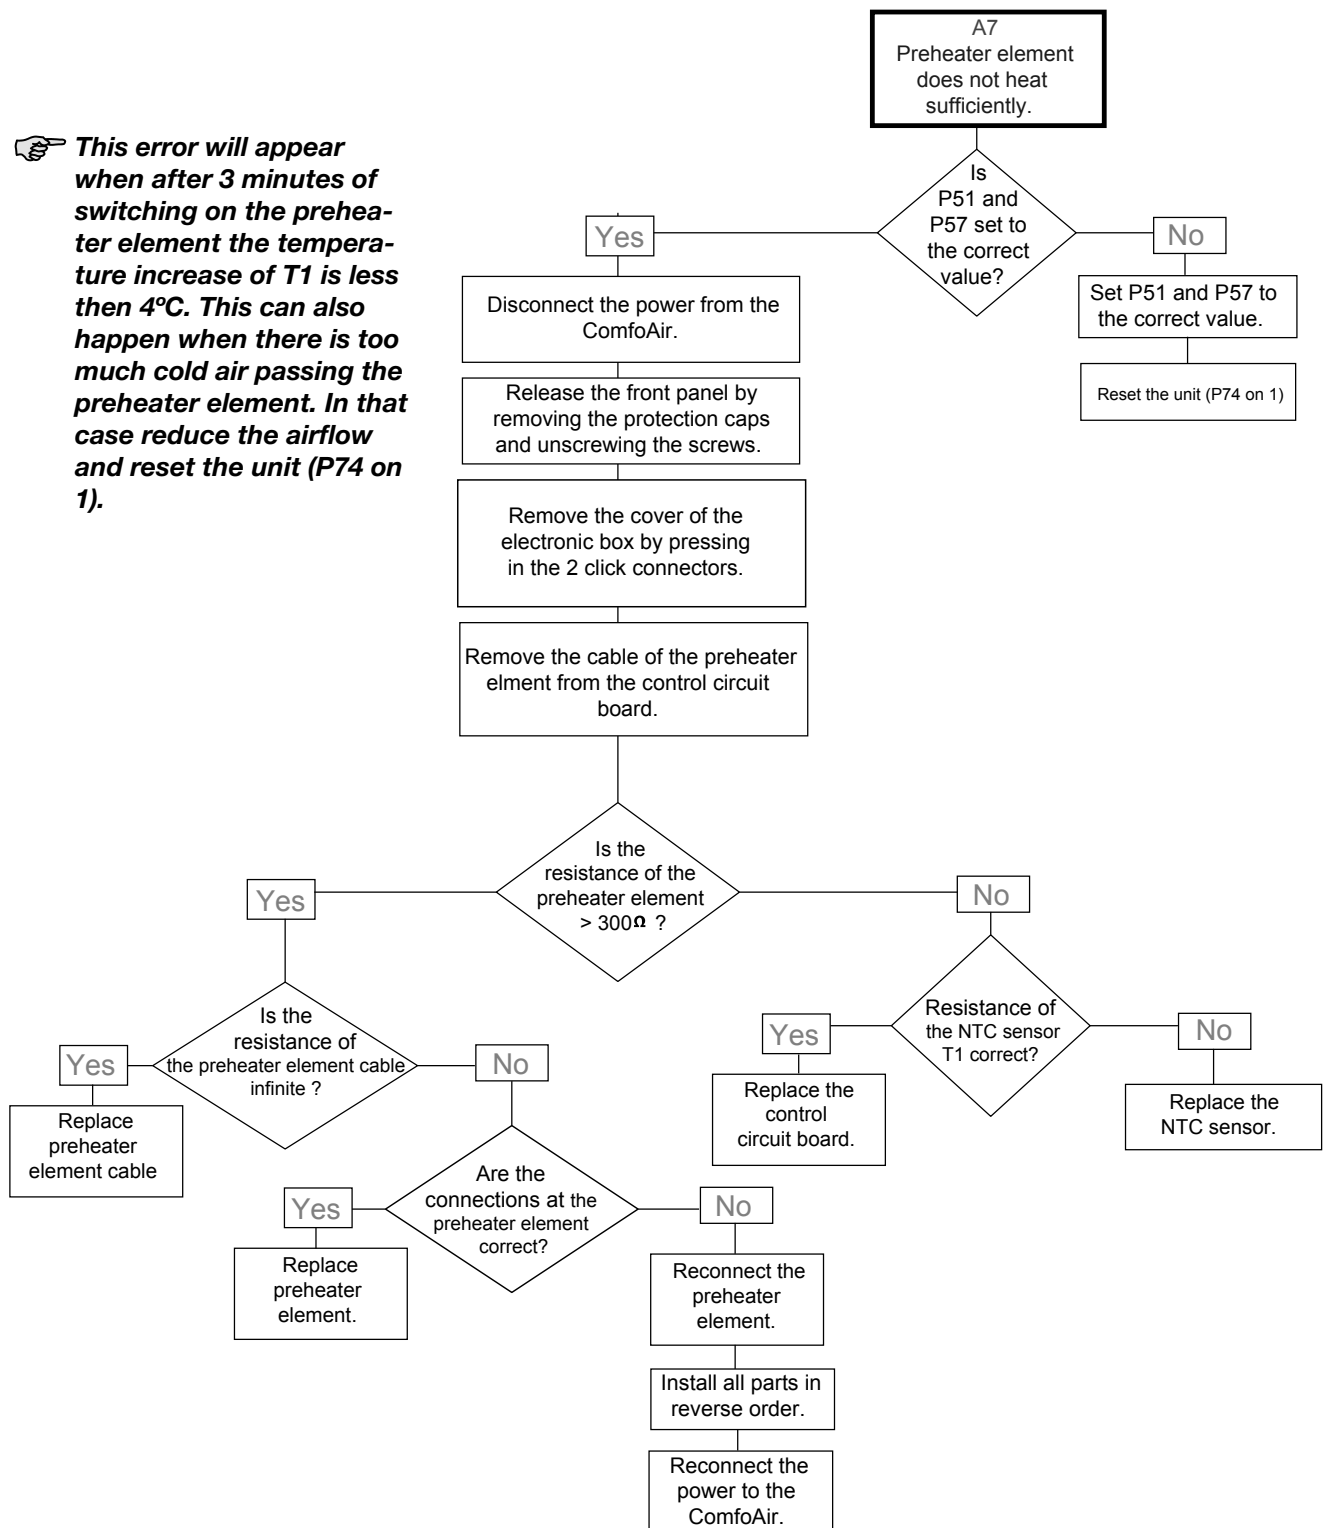 A7
Preheater element
does not heat
sufficiently.
This error will appear
when after 3 minutes of
switching on the prehea-
ter element the tempera-
ture increase of T1 is less
then 4ºC. This can also
happen when there is too
much cold air passing the
preheater element. In that
case reduce the airflow
and reset the unit (P74 on
1).
Is
P51 and
P57 set to
the correct
value?
Yes
No
Disconnect the power from the
ComfoAir.
Set P51 and P57 to
the correct value.
Reset the unit (P74 on 1)
Release the front panel by
removing the protection caps
and unscrewing the screws.
Remove the cover of the
electronic box by pressing
in the 2 click connectors.
Remove the cable of the preheater
elment from the control circuit
board.
Is the
resistance of the
preheater element
> 300Ω ?
Yes
No
Is the
resistance of
the preheater element cable
infinite ?
Yes
No
Replace
preheater
element cable
Resistance of
the NTC sensor
T1 correct?
Yes
No
Replace the
control
circuit board.
Replace the
NTC sensor.
Are the
connections at the
preheater element
correct?
Yes
No
Replace
preheater
element.
Reconnect the
preheater
element.
Install all parts in
reverse order.
Reconnect the
power to the
ComfoAir.